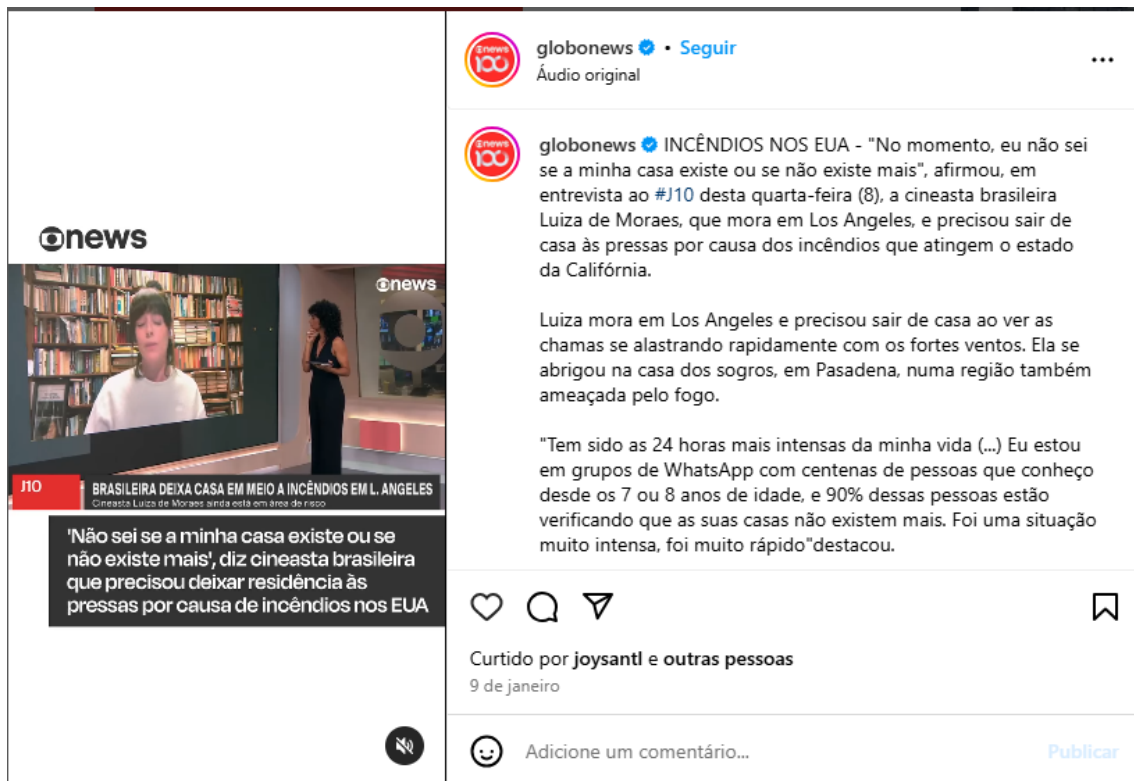 news
news
J10
BRASILEIRA DEIXA CASA EM MEIO A INCÊNDIOS EM L. ANGELES
Cineasta Luiza de Moraes ainda está em área de risco
'Não sei se a minha casa existe ou se
não existe mais', diz cineasta brasileira
que precisou deixar residência às
pressas por causa de incêndios nos EUA
news
100
globonews • Seguir
Áudio original
news
100
globonews INCÊNDIOS NOS EUA - "No momento, eu não sei
se a minha casa existe ou se não existe mais", afirmou, em
entrevista ao #J10 desta quarta-feira (8), a cineasta brasileira
Luiza de Moraes, que mora em Los Angeles, e precisou sair de
casa às pressas por causa dos incêndios que atingem o estado
da Califórnia.
Luiza mora em Los Angeles e precisou sair de casa ao ver as
chamas se alastrando rapidamente com os fortes ventos. Ela se
abrigou na casa dos sogros, em Pasadena, numa região também
ameaçada pelo fogo.
"Tem sido as 24 horas mais intensas da minha vida (...) Eu estou
em grupos de WhatsApp com centenas de pessoas que conheço
desde os 7 ou 8 anos de idade, e 90% dessas pessoas estão
verificando que as suas casas não existem mais. Foi uma situação
muito intensa, foi muito rápido"destacou.
Curtido por joysantl e outras pessoas
9 de janeiro
Adicione um comentário...
Publicar